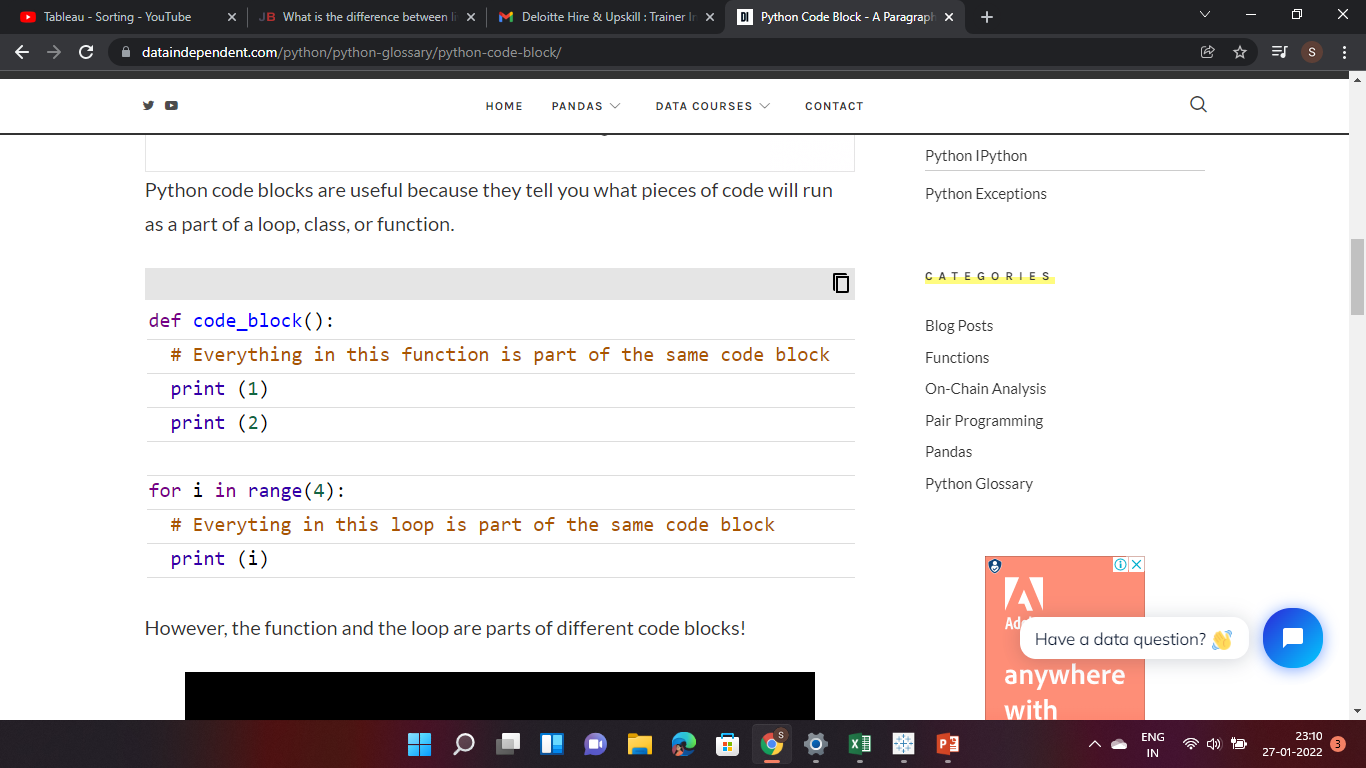 Tableau - Sorting - YouTube
JB What is the difference between li
Deloitte Hire & Upskill : Trainer In
DI Python Code Block - A Paragraph
dataindependent.com/python/python-glossary/python-code-block/
S
HOME PANDAS DATA COURSES CONTACT
Python code blocks are useful because they tell you what pieces of code will run
as a part of a loop, class, or function.
def code_block():
# Everything in this function is part of the same code block
print (1)
print (2)
for i in range(4):
# Everyting in this loop is part of the same code block
print (i)
However, the function and the loop are parts of different code blocks!
Python IPython
Python Exceptions
CATEGORIES
Blog Posts
Functions
On-Chain Analysis
Pair Programming
Pandas
Python Glossary
Have a data question? 👋
anywhere
with
S
ENG
IN
23:10
27-01-2022
3